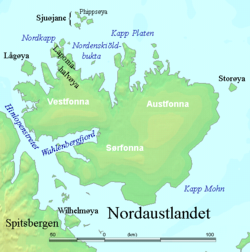 Phippsøya
Sjuøjane
Nordkapp
Kapp Platen
Lågøya
Laponia-
halvøya
Nordenskiöld-
bukta
Storøya
Vestfonna
Austfonna
Hinlopenstretet
Wahlenbergfjord
Sørfonna
Kapp Mohn
Wilhelmøya
Nordaustlandet
Spitsbergen
50 0 (km) 100